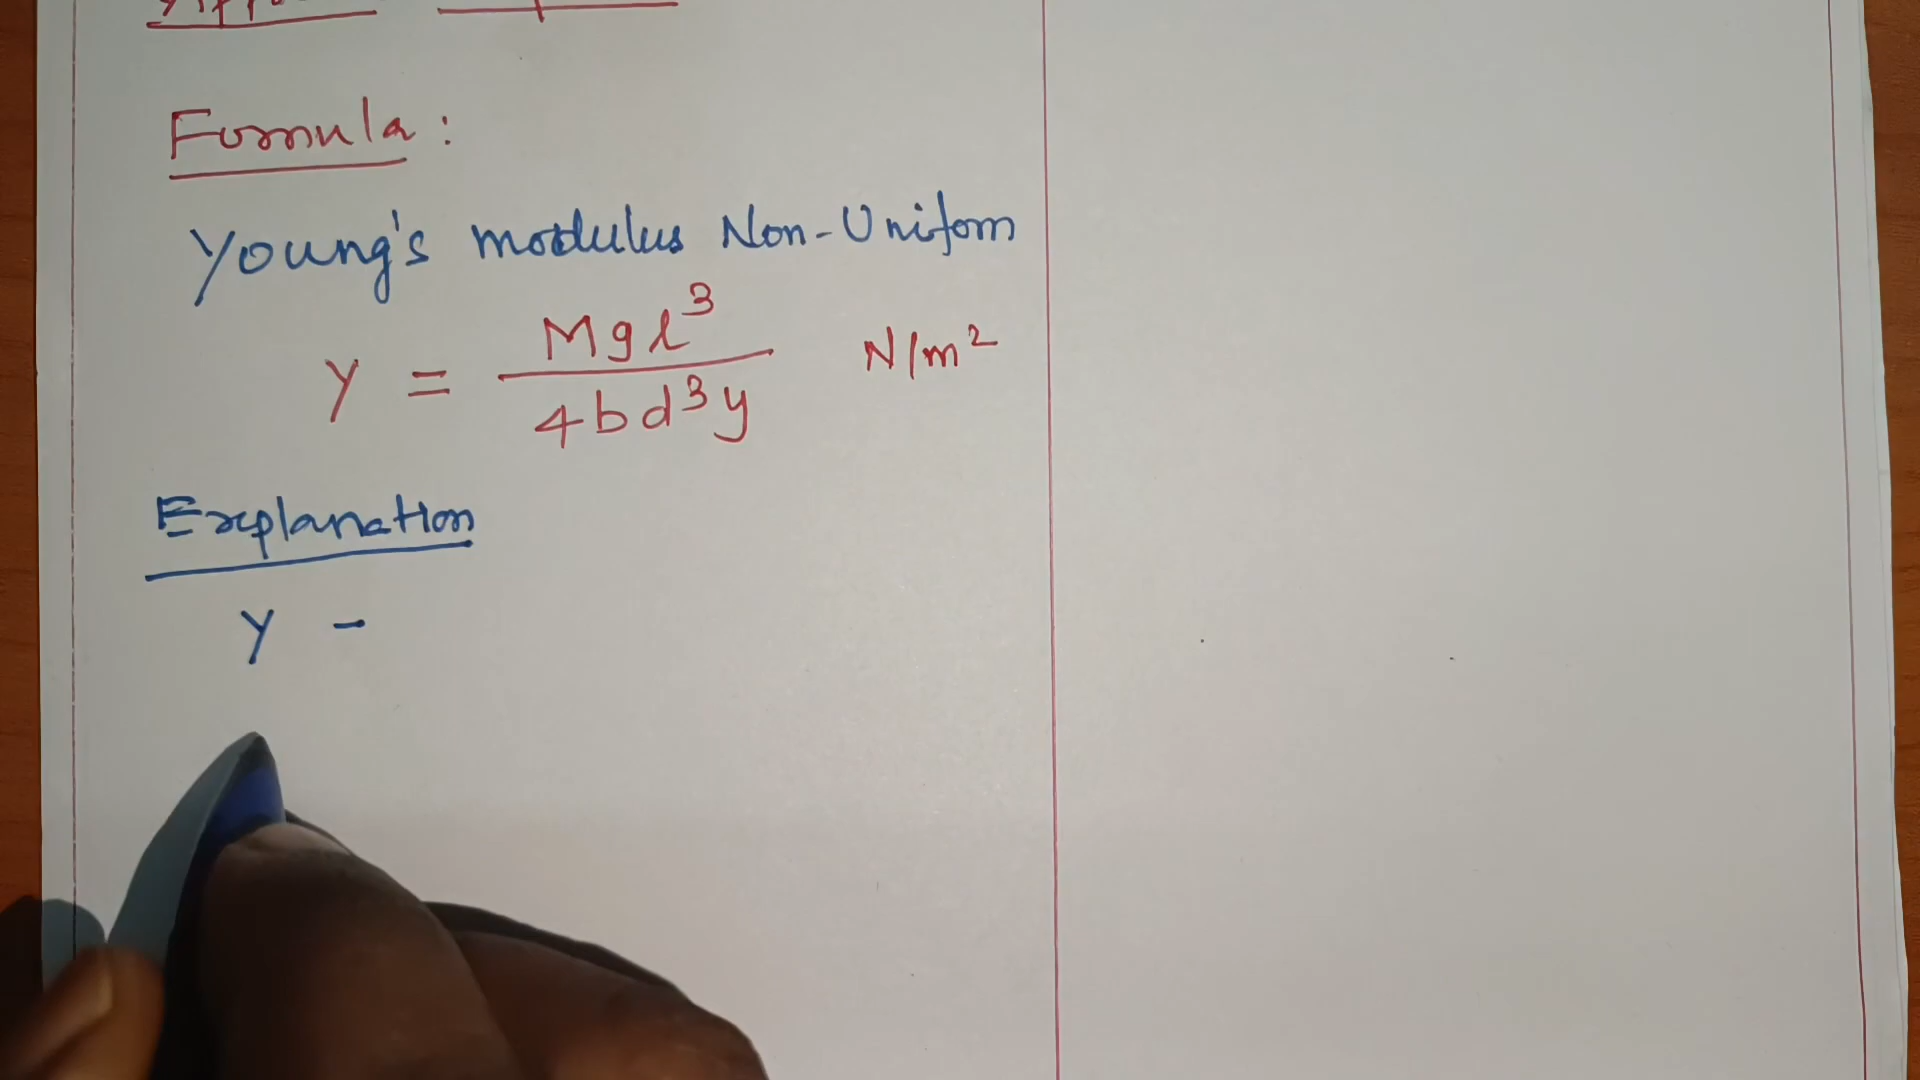 Formula :
Young's modulus Non-Uniform
Y = Mgl³ / 4bd³y N/m²
Explanation
Y -